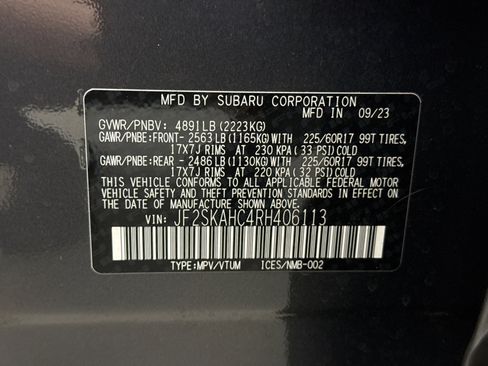 MFD BY SUBARU CORPORATION
MFD IN 09/23
GVWR/PNBV: 4891LB (2223KG)
GAWR/PNBE:FRONT- 2563LB (1165KG)WITH 225/60R17 99T TIRES,
17X7J RIMS AT 230 KPA (33 PSI)COLD
GAWR/PNBE:REAR - 2486LB (1130KG)WITH 225/60R17 99T TIRES,
17X7J RIMS AT 220 KPA (32 PSI)COLD
THIS VEHICLE CONFORMS TO ALL APPLICABLE FEDERAL MOTOR
VEHICLE SAFETY AND THEFT PREVENTION STANDARDS IN EFFECT ON
THE DATE OF MANUFACTURE SHOWN ABOVE.
VIN: JF2SKAHC4RH406113
TYPE:MPV/VTUM ICES/NMB-002